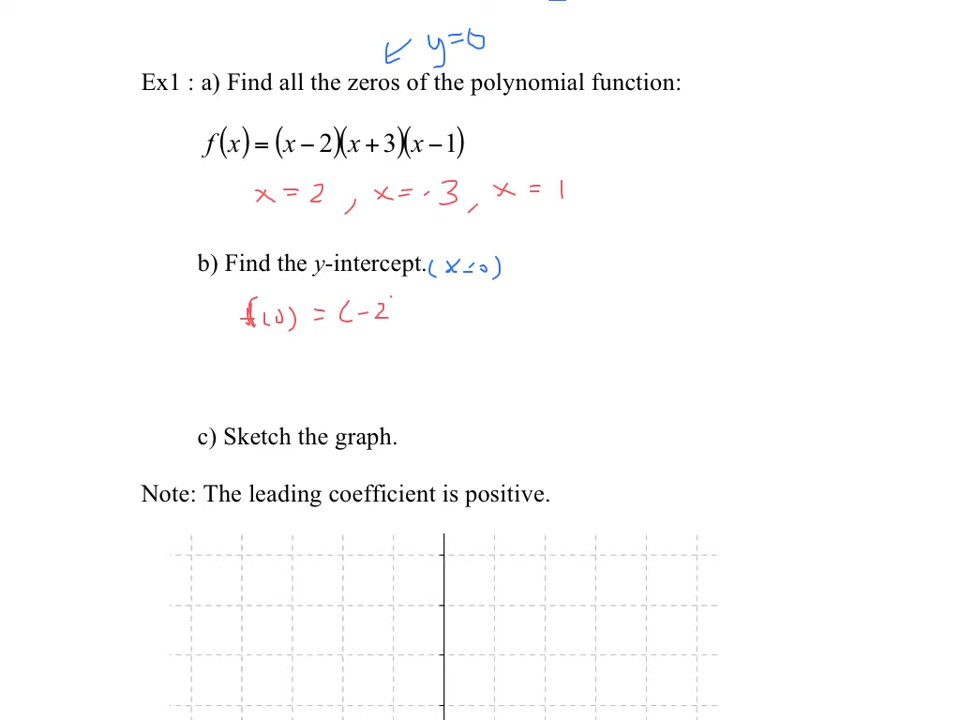 y=0
Ex1 : a) Find all the zeros of the polynomial function:
f(x) = (x − 2)(x + 3)(x − 1)
x = 2 , x = -3 , x = 1
b) Find the y-intercept. (x=0)
f(0) = (-2
c) Sketch the graph.
Note: The leading coefficient is positive.